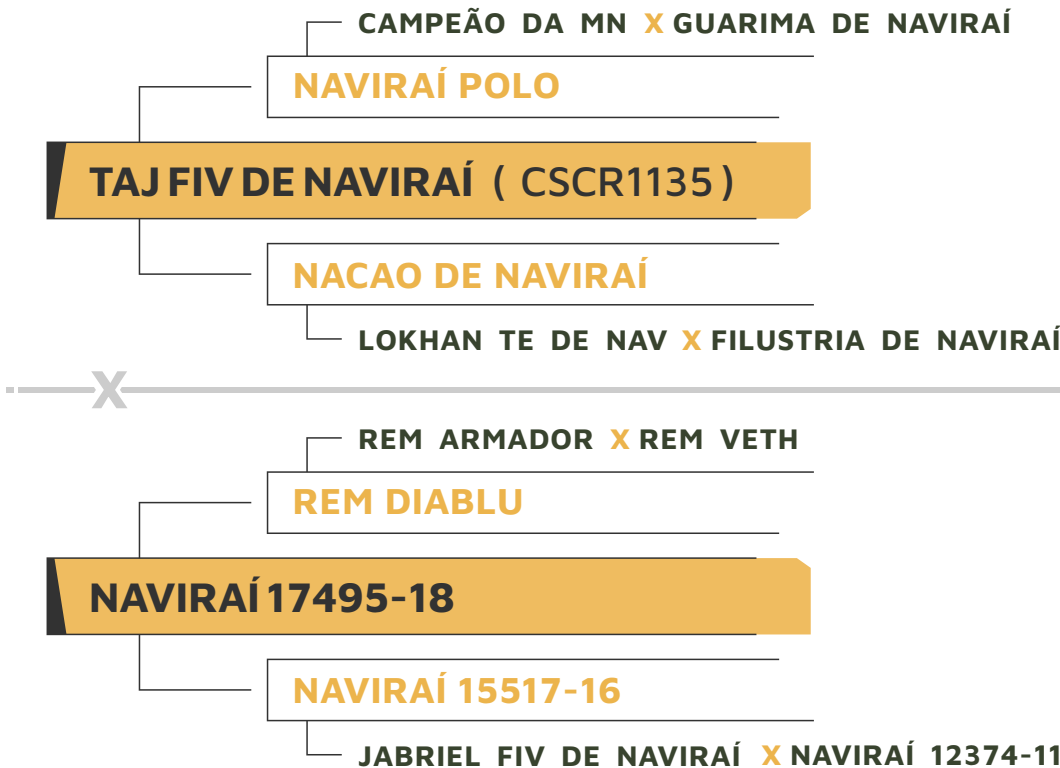 CAMPEÃO DA MN X GUARIMA DE NAVIRAÍ
NAVIRAÍ POLO
TAJ FIV DE NAVIRAÍ ( CSCR1135 )
NACAO DE NAVIRAÍ
LOKHAN TE DE NAV X FILUSTRIA DE NAVIRAÍ
X
REM ARMADOR X REM VETH
REM DIABLU
NAVIRAÍ 17495-18
NAVIRAÍ 15517-16
JABRIEL FIV DE NAVIRAÍ X NAVIRAÍ 12374-11